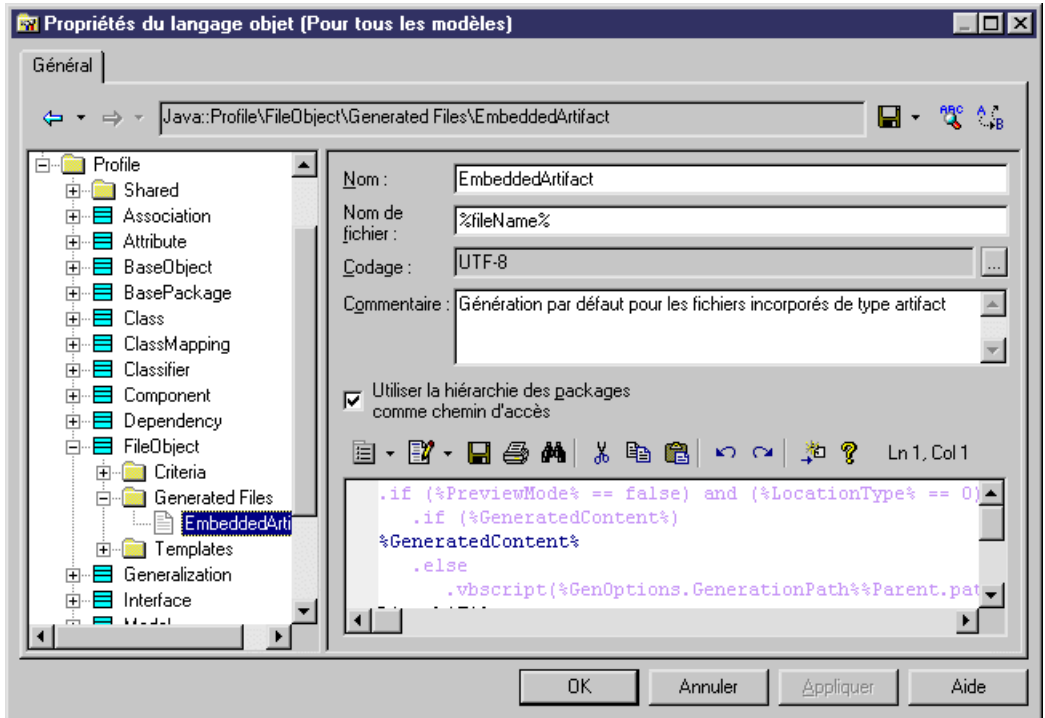 Propriétés du langage objet (Pour tous les modèles)
Général
Java::Profile\FileObject\Generated Files\EmbeddedArtifact
Profile
Shared
Association
Attribute
BaseObject
BasePackage
Class
ClassMapping
Classifier
Component
Dependency
FileObject
Criteria
Generated Files
EmbeddedArti
Templates
Generalization
Interface
Nom :
EmbeddedArtifact
Nom de
fichier :
%fileName%
Codage :
UTF-8
...
Commentaire :
Génération par défaut pour les fichiers incorporés de type artifact
Utiliser la hiérarchie des packages
comme chemin d'accès
Ln 1, Col 1
.if (%PreviewMode% == false) and (%LocationType% == 0)
.if (%GeneratedContent%)
%GeneratedContent%
.else
.vbscript(%GenOptions.GenerationPath%%Parent.pat
OK
Annuler
Appliquer
Aide